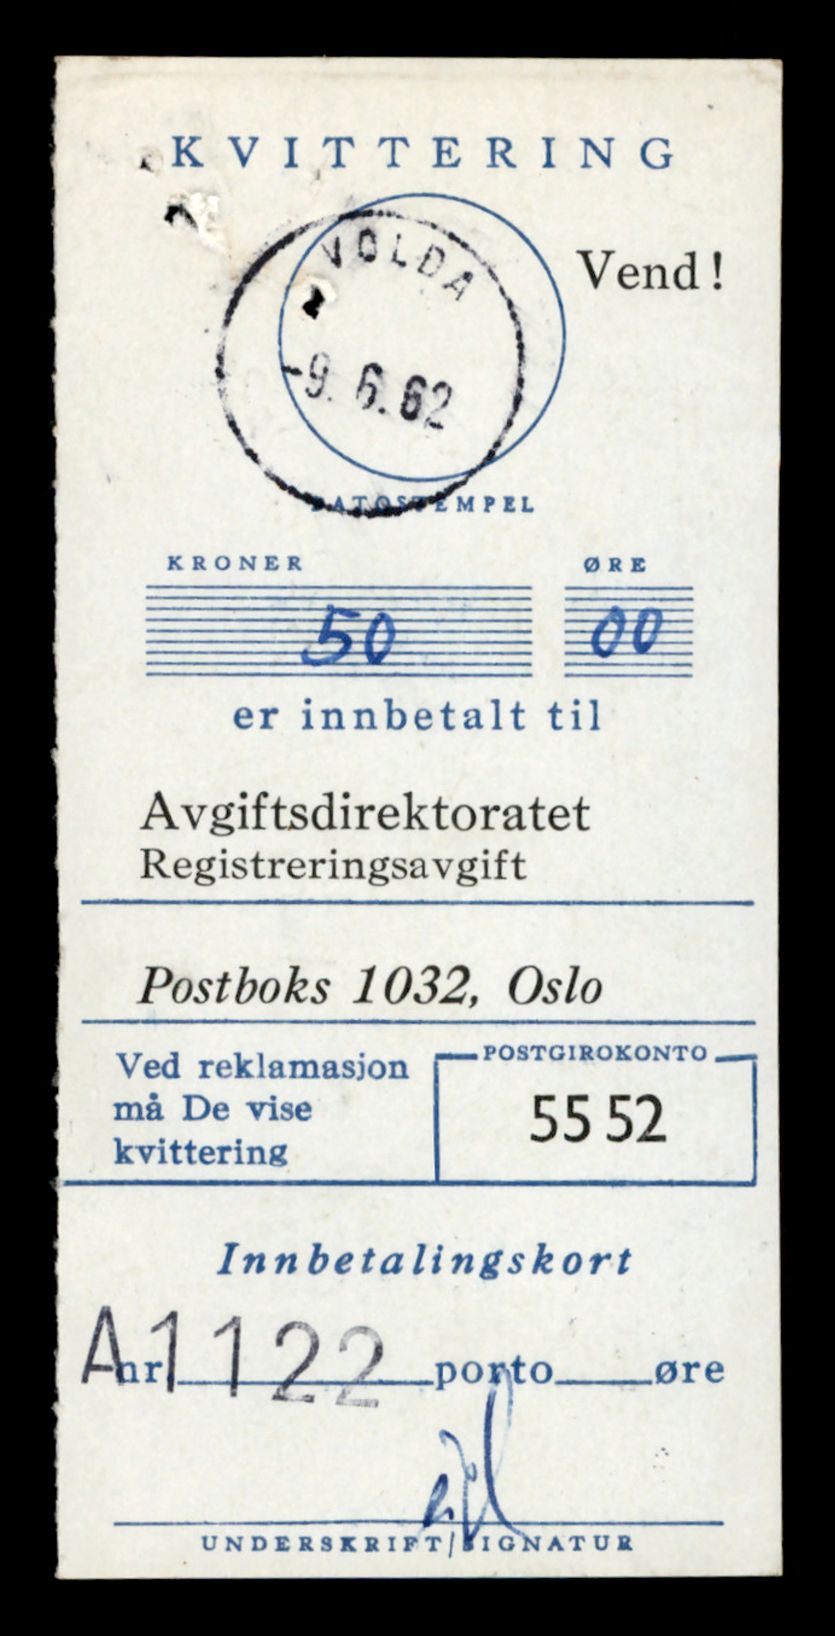 KVITTERING
Vend!
VOLDA
-9. 6. 62
DATOSTEMPEL
KRONER ØRE
50 00
er innbetalt til
Avgiftsdirektoratet
Registreringsavgift
Postboks 1032, Oslo
Ved reklamasjon
må De vise
kvittering
POSTGIROKONTO
55 52
Innbetalingskort
A1122
nr porto øre
UNDERSKRIFT/SIGNATUR